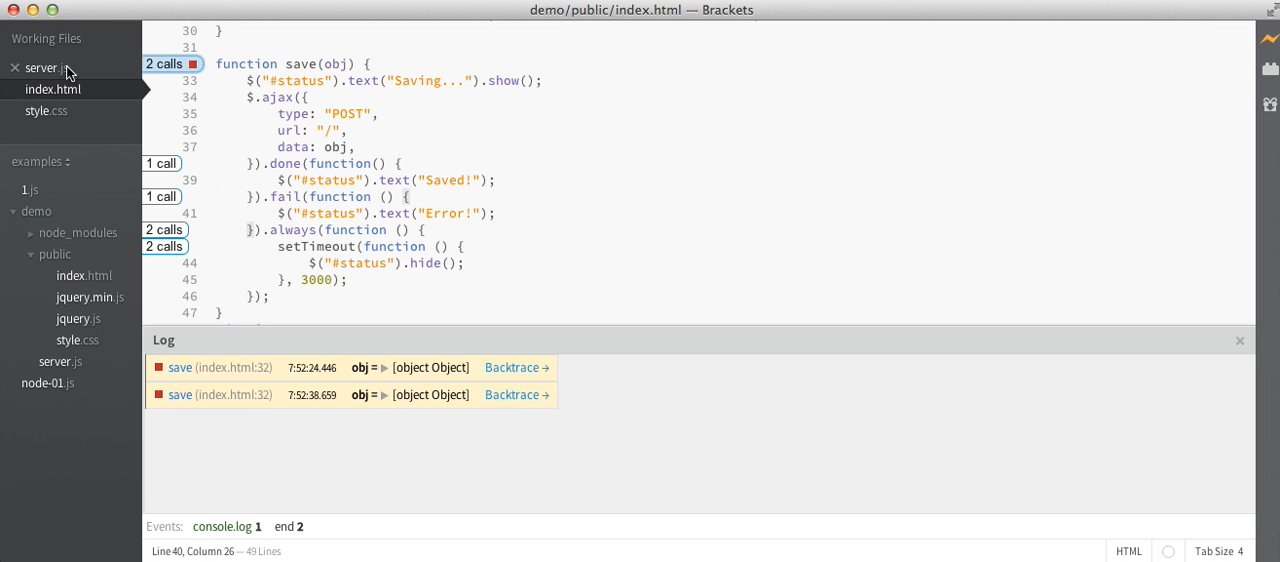 demo/public/index.html — Brackets
Working Files
server.js
index.html
style.css
examples
1.js
demo
node_modules
public
index.html
jquery.min.js
jquery.js
style.css
server.js
node-01.js
30 }
31
2 calls function save(obj) {
33 $("#status").text("Saving...").show();
34 $.ajax({
35 type: "POST",
36 url: "/",
37 data: obj,
1 call }).done(function() {
39 $("#status").text("Saved!");
1 call }).fail(function () {
41 $("#status").text("Error!");
2 calls }).always(function () {
2 calls setTimeout(function () {
44 $("#status").hide();
45 }, 3000);
46 });
47 }
Log
save (index.html:32) 7:52:24.446 obj = ▶ [object Object] Backtrace →
save (index.html:32) 7:52:38.659 obj = ▶ [object Object] Backtrace →
Events: console.log 1 end 2
Line 40, Column 26 — 49 Lines HTML Tab Size 4